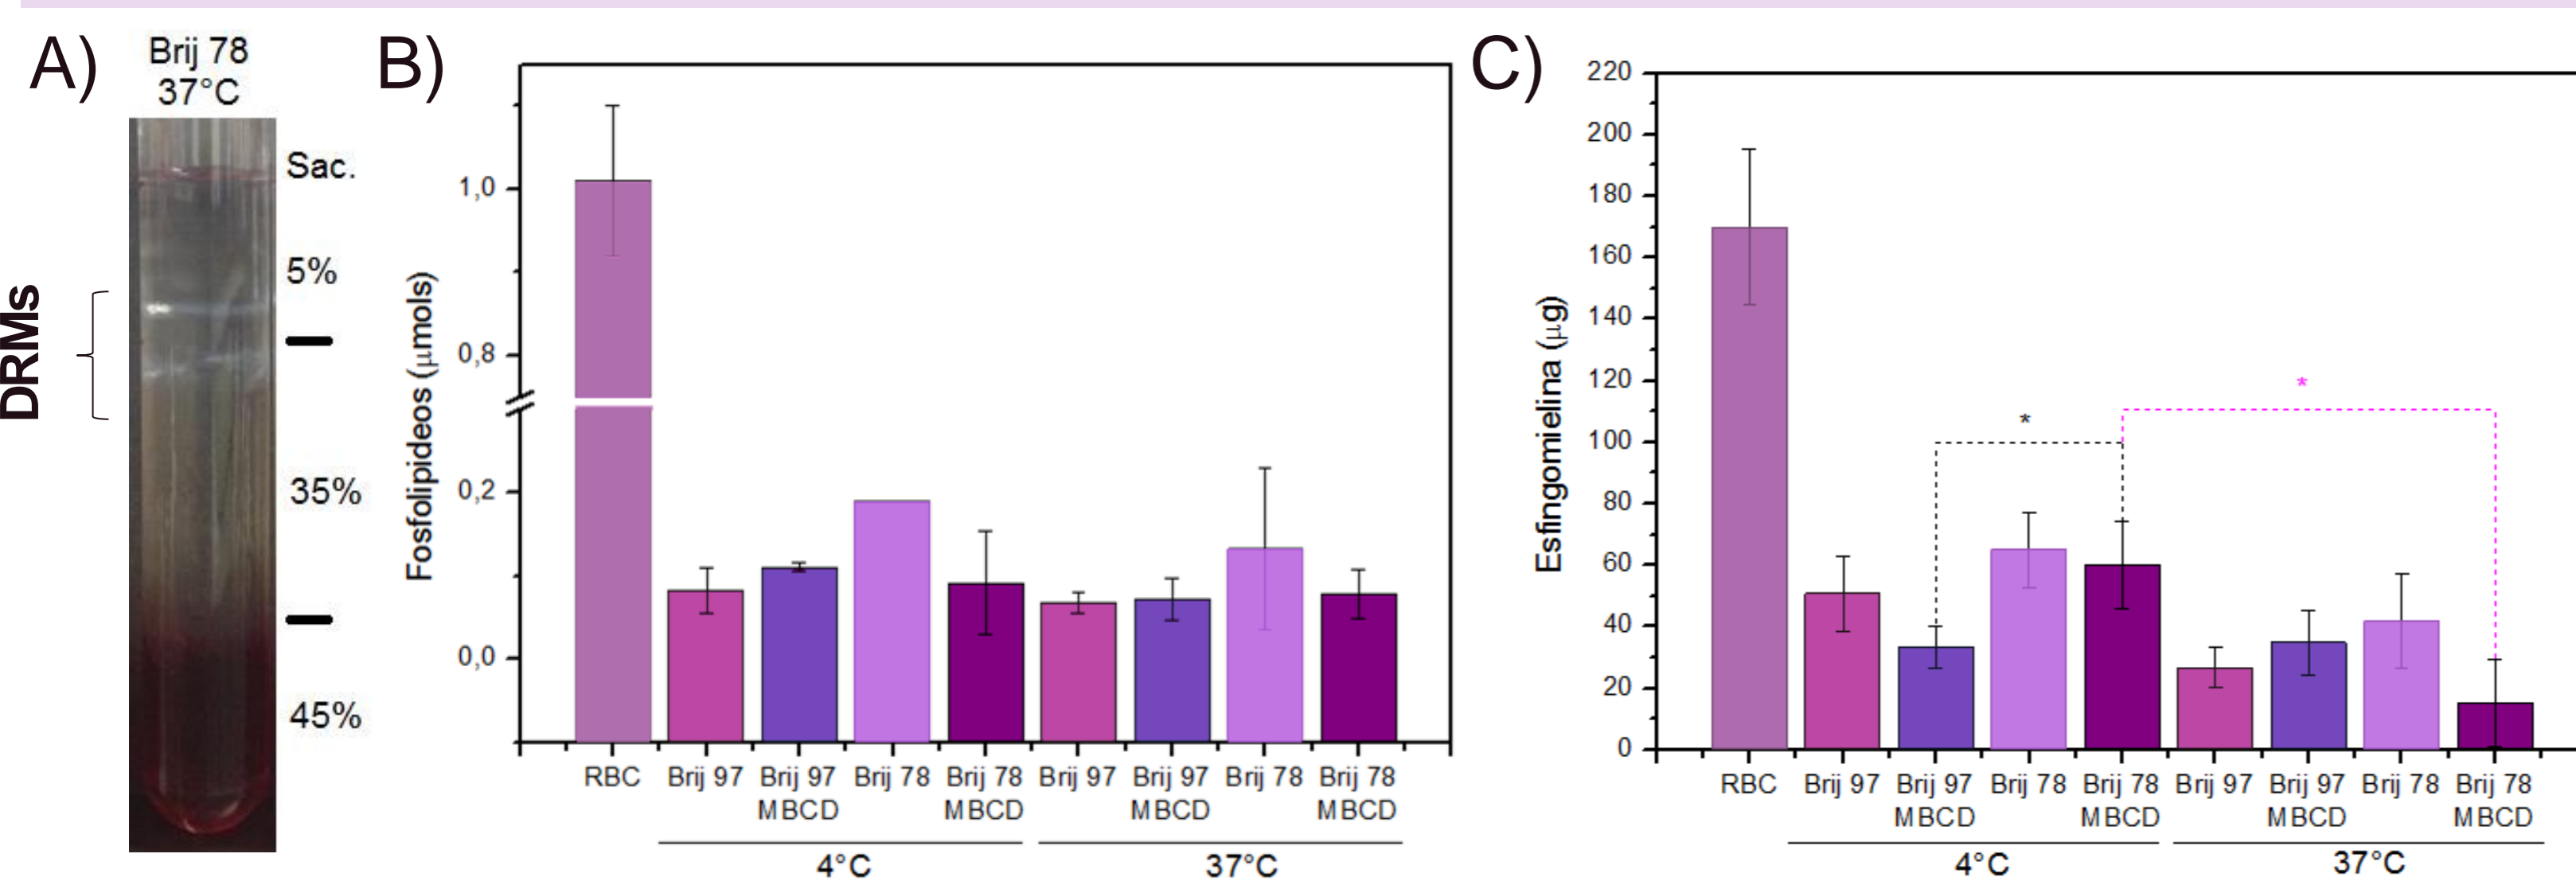 A)
Brij 78
37°C
DRMs
Sac.
5%
35%
45%
B)
Fosfolipideos (μmols)
1,0
0,8
0,2
0,0
RBC
Brij 97
Brij 97
MBCD
Brij 78
Brij 78
MBCD
Brij 97
Brij 97
MBCD
Brij 78
Brij 78
MBCD
4°C
37°C
C)
Esfingomielina (μg)
220
200
180
160
140
120
100
80
60
40
20
0
*
*
RBC
Brij 97
Brij 97
MBCD
Brij 78
Brij 78
MBCD
Brij 97
Brij 97
MBCD
Brij 78
Brij 78
MBCD
4°C
37°C